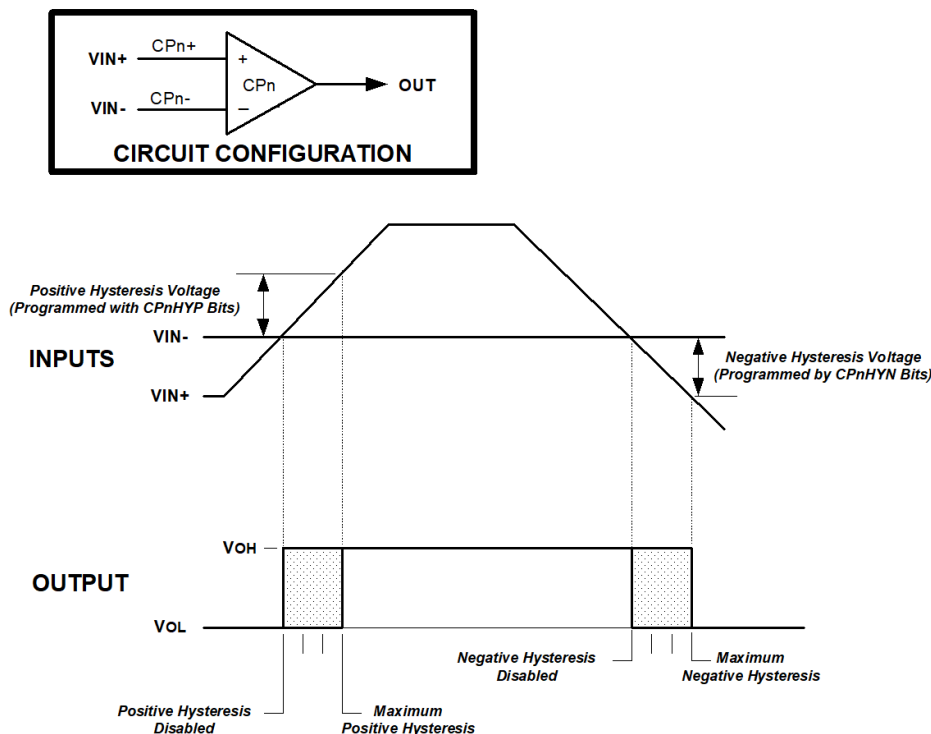 VIN+
CPn+
+
CPn
VIN-
CPn-
–
OUT
CIRCUIT CONFIGURATION
Positive Hysteresis Voltage
(Programmed with CPnHYP Bits)
VIN-
INPUTS
VIN+
Negative Hysteresis Voltage
(Programmed by CPnHYN Bits)
VOH
OUTPUT
VOL
Positive Hysteresis
Disabled
Maximum
Positive Hysteresis
Negative Hysteresis
Disabled
Maximum
Negative Hysteresis